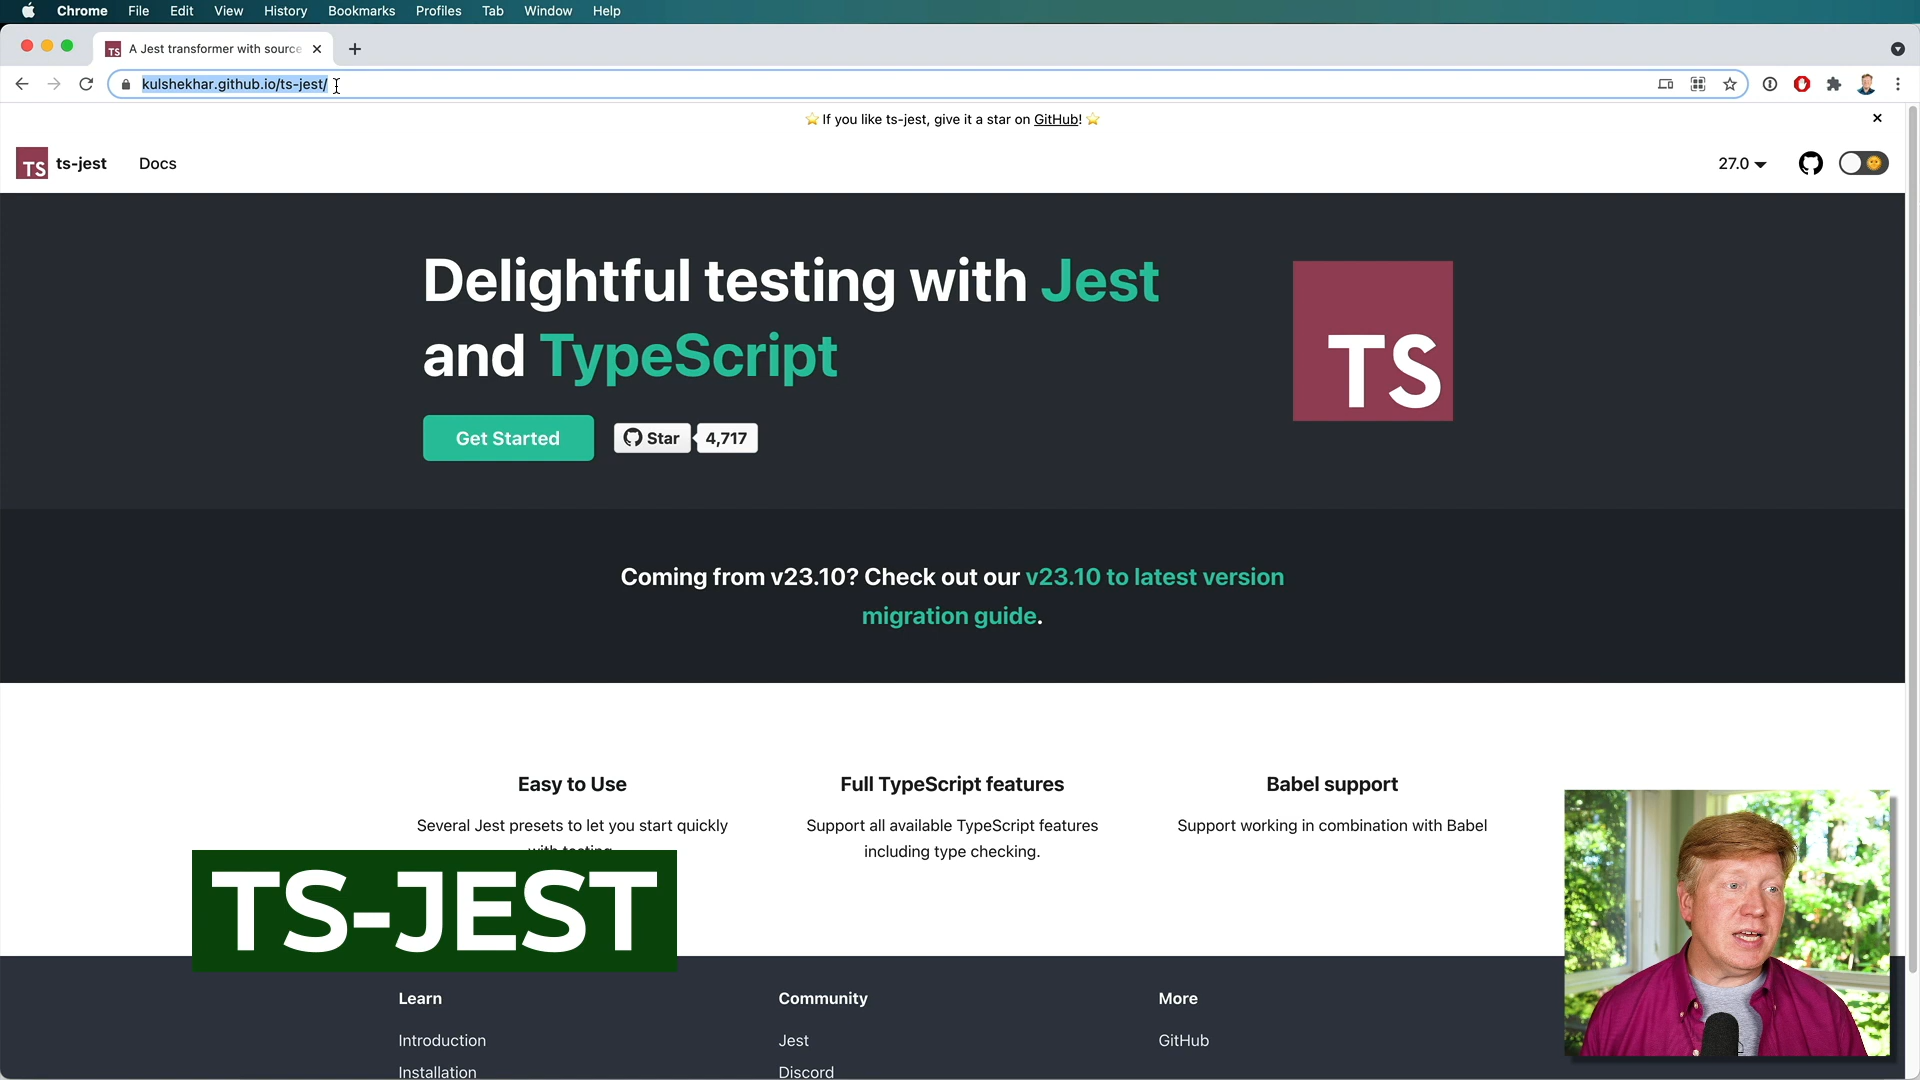 Chrome File Edit View History Bookmarks Profiles Tab Window Help
TS A Jest transformer with source
kulshekhar.github.io/ts-jest/
⭐ If you like ts-jest, give it a star on GitHub! ⭐
TS ts-jest Docs 27.0
Delightful testing with Jest
and TypeScript
TS
Get Started Star 4,717
Coming from v23.10? Check out our v23.10 to latest version
migration guide.
Easy to Use
Several Jest presets to let you start quickly
with testing
Full TypeScript features
Support all available TypeScript features
including type checking.
Babel support
Support working in combination with Babel
TS-JEST
Learn
Introduction
Installation
Community
Jest
Discord
More
GitHub